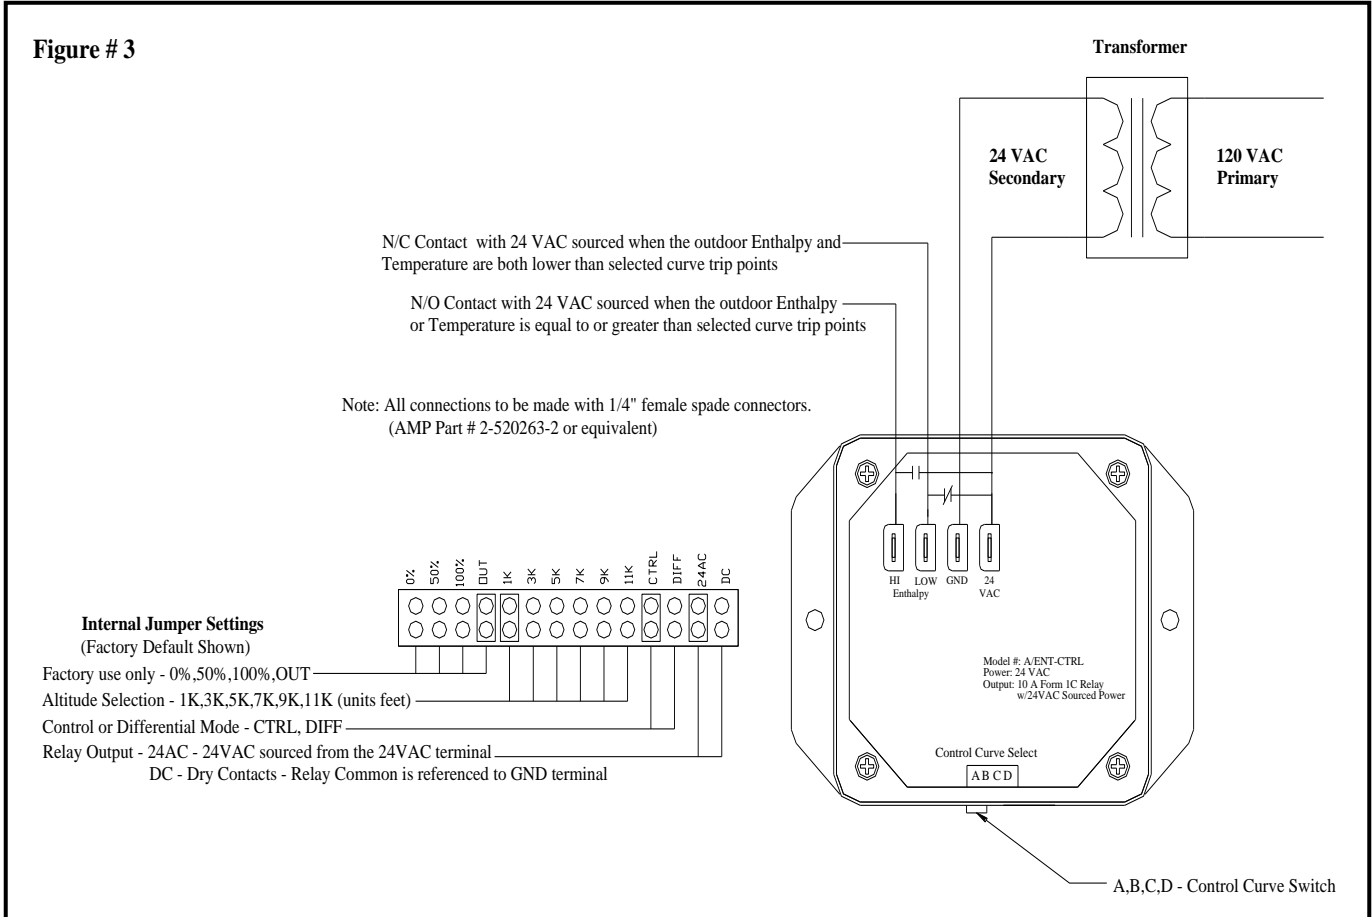 Figure # 3
Transformer
24 VAC
Secondary
120 VAC
Primary
N/C Contact with 24 VAC sourced when the outdoor Enthalpy and
Temperature are both lower than selected curve trip points
N/O Contact with 24 VAC sourced when the outdoor Enthalpy
or Temperature is equal to or greater than selected curve trip points
Note: All connections to be made with 1/4" female spade connectors.
(AMP Part # 2-520263-2 or equivalent)
HI LOW GND 24
Enthalpy VAC
0% 50% 100% OUT 1K 3K 5K 7K 9K 11K CTRL DIFF 24AC DC
Internal Jumper Settings
(Factory Default Shown)
Factory use only - 0%,50%,100%,OUT
Altitude Selection - 1K,3K,5K,7K,9K,11K (units feet)
Control or Differential Mode - CTRL, DIFF
Relay Output - 24AC - 24VAC sourced from the 24VAC terminal
DC - Dry Contacts - Relay Common is referenced to GND terminal
Model #: A/ENT-CTRL
Power: 24 VAC
Output: 10 A Form 1C Relay
w/24VAC Sourced Power
Control Curve Select
A B C D
A,B,C,D - Control Curve Switch